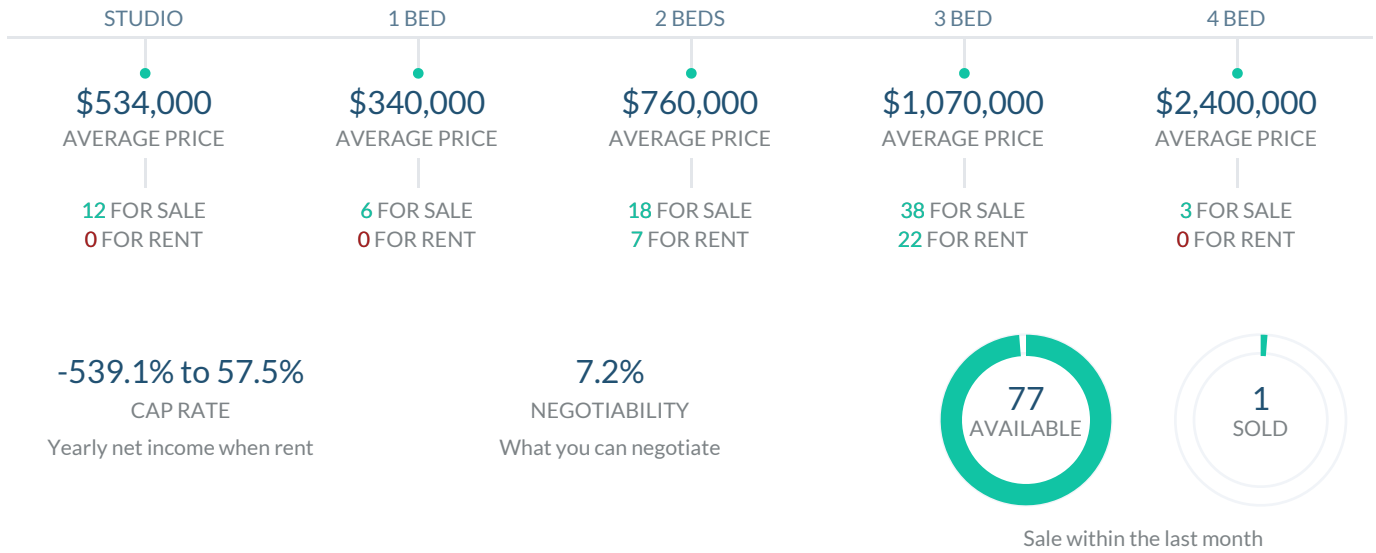 STUDIO
$534,000
AVERAGE PRICE
12 FOR SALE
0 FOR RENT
1 BED
$340,000
AVERAGE PRICE
6 FOR SALE
0 FOR RENT
2 BEDS
$760,000
AVERAGE PRICE
18 FOR SALE
7 FOR RENT
3 BED
$1,070,000
AVERAGE PRICE
38 FOR SALE
22 FOR RENT
4 BED
$2,400,000
AVERAGE PRICE
3 FOR SALE
0 FOR RENT
-539.1% to 57.5%
CAP RATE
Yearly net income when rent
7.2%
NEGOTIABILITY
What you can negotiate
77
AVAILABLE
1
SOLD
Sale within the last month